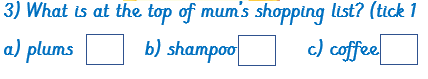 3) What is at the top of mum's shopping list? (tick 1
a) plums b) shampoo c) coffee